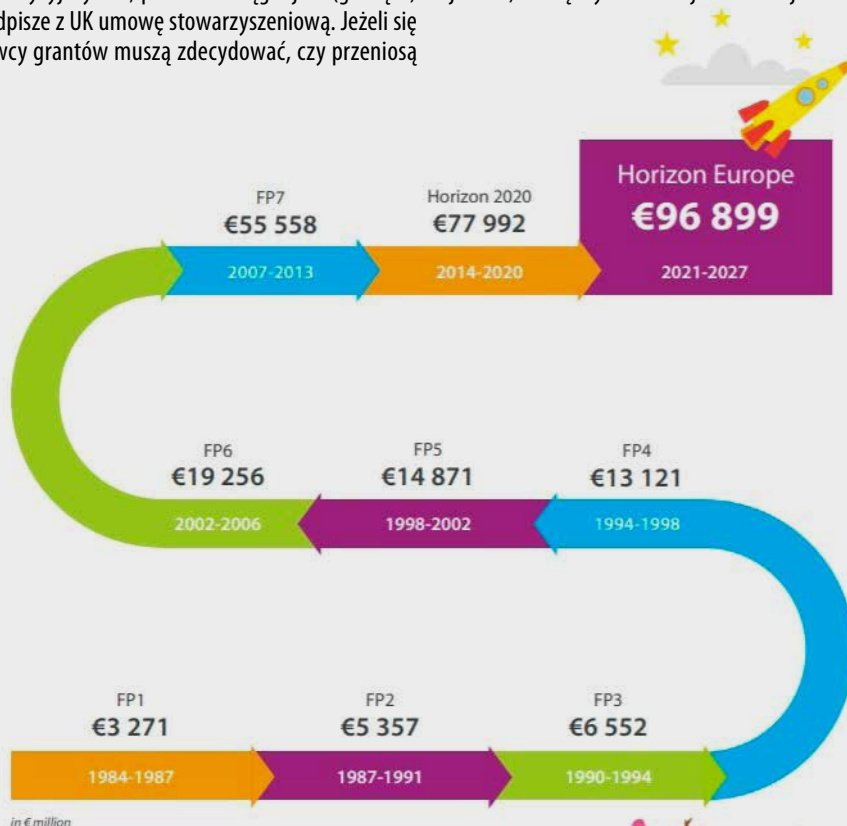 dpisze z UK umowę stowarzyszeniową. Jeżeli się
wcy grantów muszą zdecydować, czy przeniosą
Horizon Europe
€96 899
2021-2027
FP7
€55 558
2007-2013
Horizon 2020
€77 992
2014-2020
FP6
€19 256
2002-2006
FP5
€14 871
1998-2002
FP4
€13 121
1994-1998
FP1
€3 271
1984-1987
FP2
€5 357
1987-1991
FP3
€6 552
1990-1994
in € million